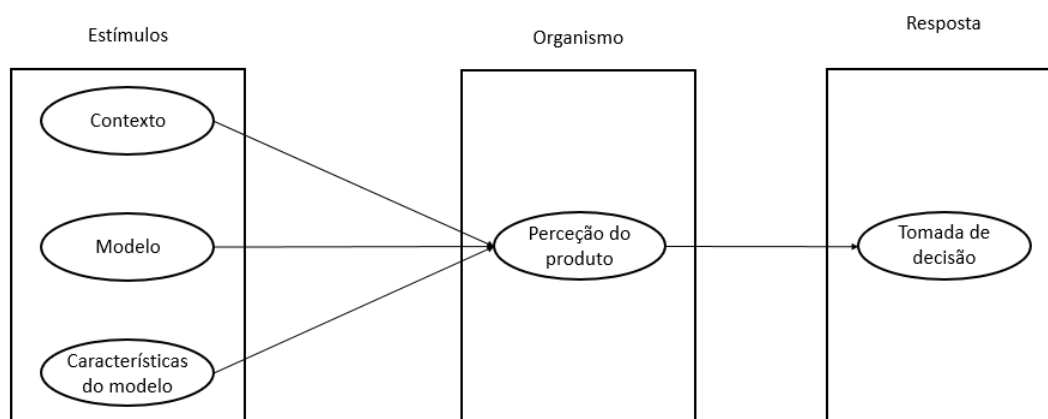 Estímulos
Organismo
Resposta
Contexto
Modelo
Características
do modelo
Perceção do
produto
Tomada de
decisão